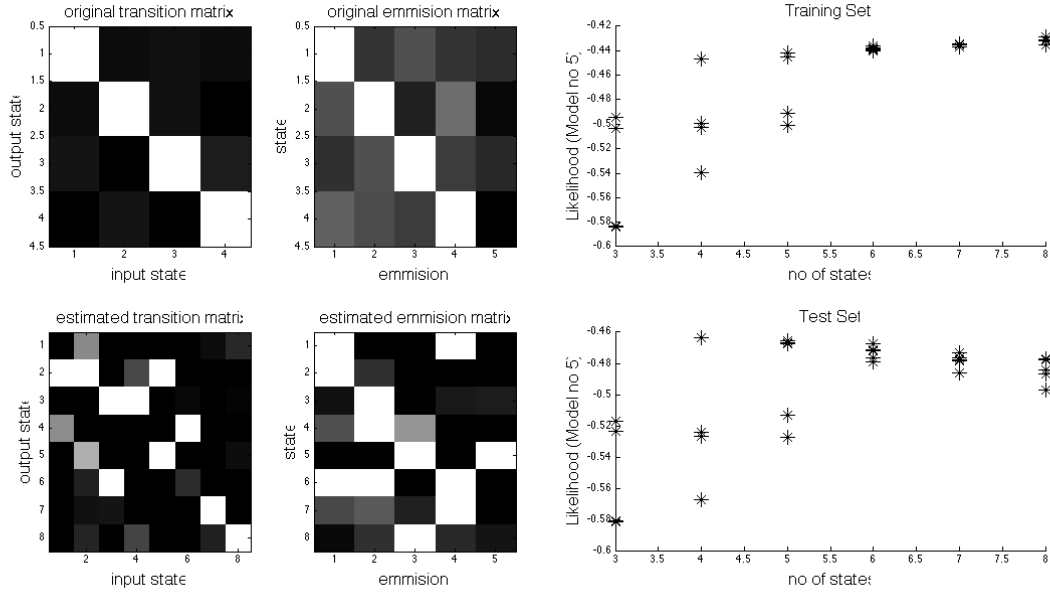 original transition matrix
output state
0.5
1
1.5
2
2.5
3
3.5
4
4.5
1 2 3 4
input state
original emmision matrix
state
0.5
1
1.5
2
2.5
3
3.5
4
4.5
1 2 3 4 5
emmision
Training Set
Likelihood (Model no 5)
-0.42
-0.44
-0.46
-0.48
-0.5
-0.52
-0.54
-0.56
-0.58
-0.6
3 3.5 4 4.5 5 5.5 6 6.5 7 7.5 8
no of states
estimated transition matrix
output state
1
2
3
4
5
6
7
8
2 4 6 8
input state
estimated emmision matrix
state
1
2
3
4
5
6
7
8
1 2 3 4 5
emmision
Test Set
Likelihood (Model no 5)
-0.46
-0.48
-0.5
-0.52
-0.54
-0.56
-0.58
-0.6
3 3.5 4 4.5 5 5.5 6 6.5 7 7.5 8
no of states